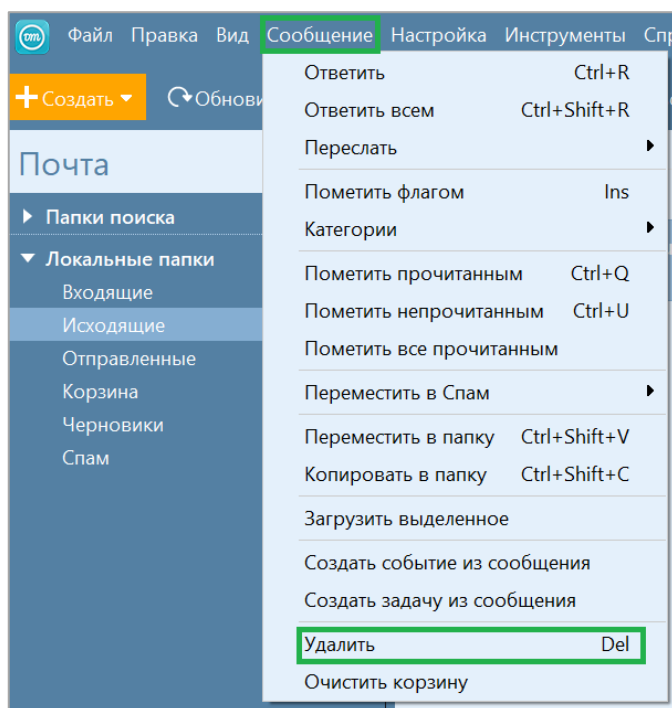 Файл Правка Вид Сообщение Настройка Инструменты
Создать
Почта
Папки поиска
Локальные папки
Входящие
Исходящие
Отправленные
Корзина
Черновики
Спам
Ответить Ctrl+R
Ответить всем Ctrl+Shift+R
Переслать
Пометить флагом Ins
Категории
Пометить прочитанным Ctrl+Q
Пометить непрочитанным Ctrl+U
Пометить все прочитанным
Переместить в Спам
Переместить в папку Ctrl+Shift+V
Копировать в папку Ctrl+Shift+C
Загрузить выделенное
Создать событие из сообщения
Создать задачу из сообщения
Удалить Del
Очистить корзину